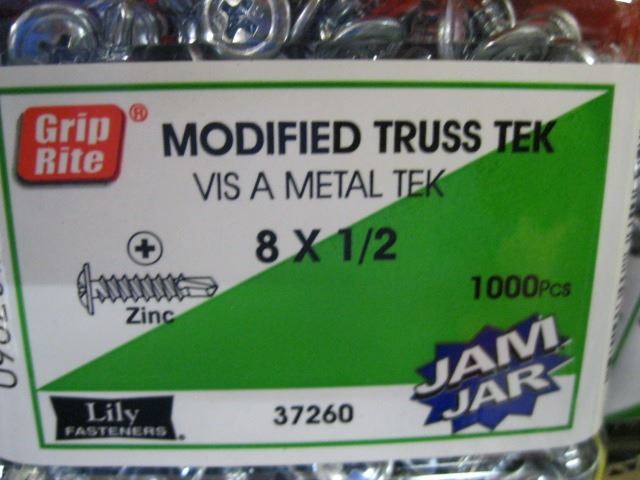 Grip
Rite®
MODIFIED TRUSS TEK
VIS A METAL TEK
8 X 1/2
1000Pcs
Zinc
JAM
JAR
Lily
FASTENERS
37260